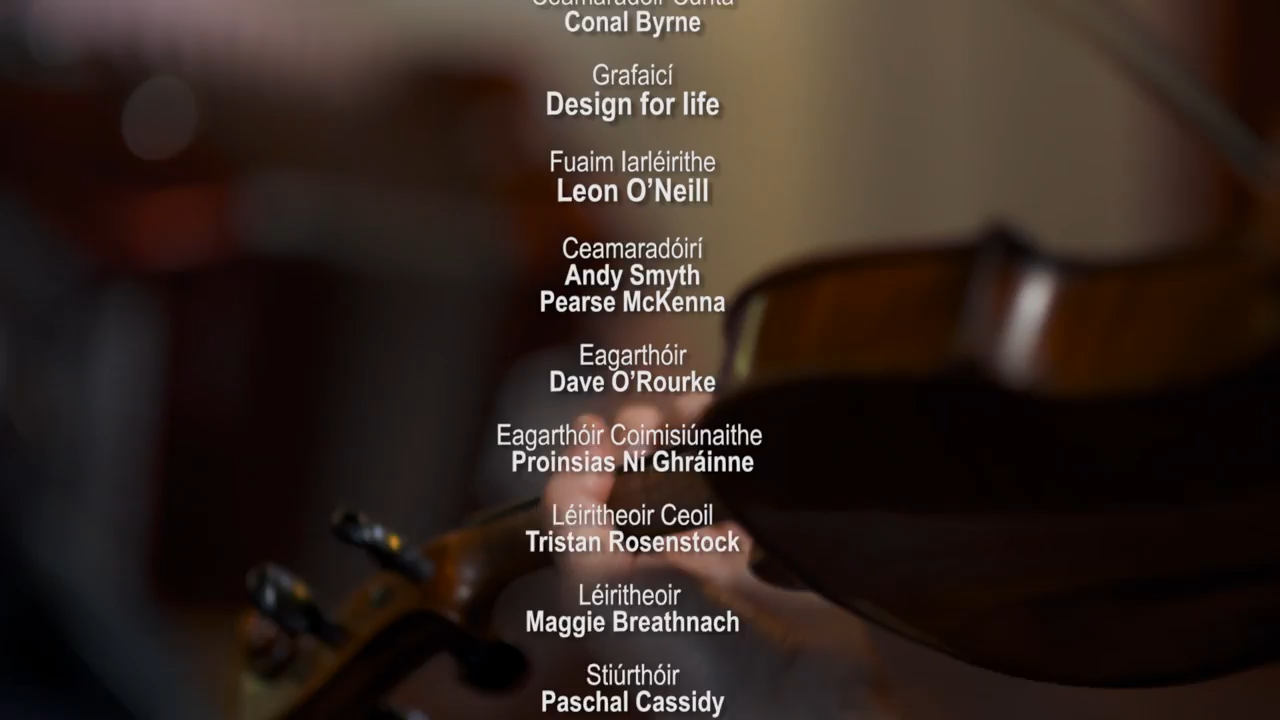 Conal Byrne
Grafaicí
Design for life
Fuaim Iarléirithe
Leon O’Neill
Ceamaradóirí
Andy Smyth
Pearse McKenna
Eagarthóir
Dave O’Rourke
Eagarthóir Coimisiúnaithe
Proinsias Ní Ghráinne
Léiritheoir Ceoil
Tristan Rosenstock
Léiritheoir
Maggie Breathnach
Stiúrthóir
Paschal Cassidy